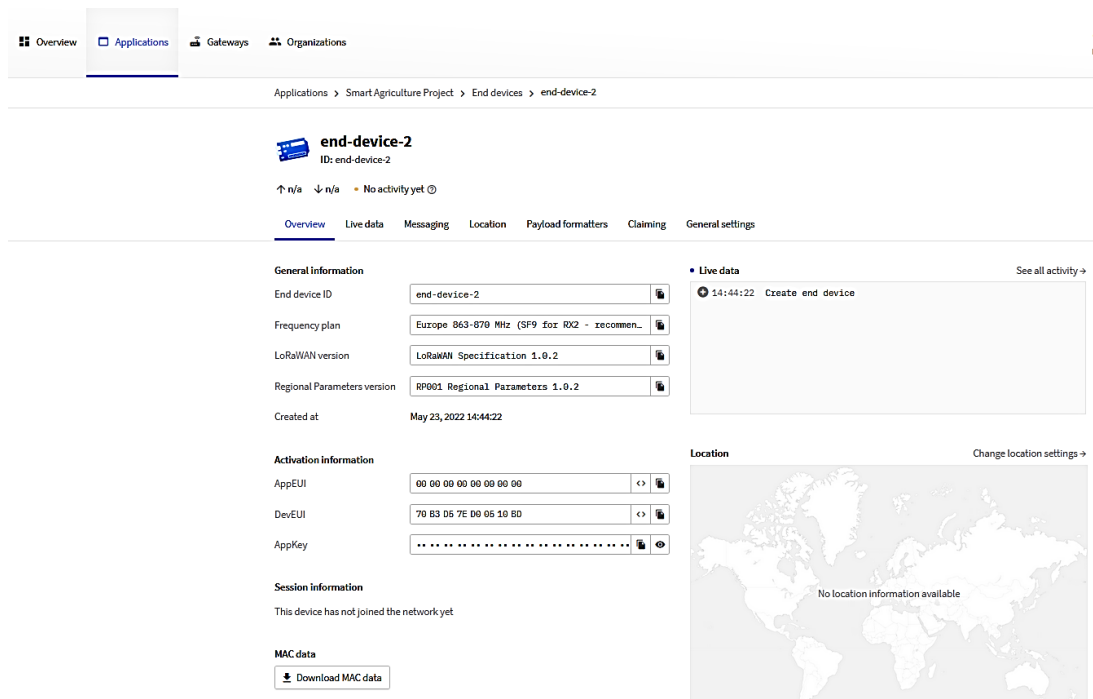 Overview Applications Gateways Organizations
Applications > Smart Agriculture Project > End devices > end-device-2
end-device-2
ID: end-device-2
↑ n/a ↓ n/a • No activity yet
Overview Live data Messaging Location Payload formatters Claiming General settings
General information
End device ID end-device-2
Frequency plan Europe 863-870 MHz (SF9 for RX2 - recommen…
LoRaWAN version LoRaWAN Specification 1.0.2
Regional Parameters version RP001 Regional Parameters 1.0.2
Created at May 23, 2022 14:44:22
Activation information
AppEUI 00 00 00 00 00 00 00 00
DevEUI 70 B3 D5 7E D0 05 10 BD
AppKey
Session information
This device has not joined the network yet
MAC data
Download MAC data
• Live data See all activity →
14:44:22 Create end device
Location Change location settings →
No location information available